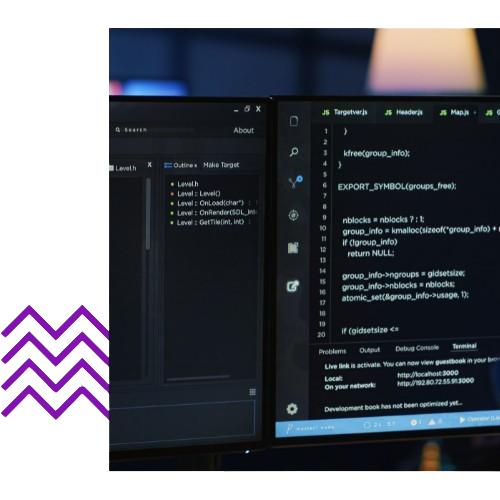 Search
About
Level.h X
Outline x Make Target
Level.h
Level :: Level()
Level :: OnLoad(char*) :
Level :: OnRender(SDL_
Level :: GetTile(int, int) :
JS Targetver.js
JS Header.js
JS Map.js
JS
1 }
2
3 kfree(group_info);
4 }
5
6 EXPORT_SYMBOL(groups_free);
8
9 nblocks = nblocks ? : 1;
10 group_info = kmalloc(sizeof(*group_info) +
11 if (!group_info)
12 return NULL;
13
14
15 group_info->ngroups = gidsetsize;
16 group_info->nblocks = nblocks;
17 atomic_set(&group_info->usage, 1);
18
19
20 if (gidsetsize <=
Problems Output Debug Console Terminal
Live link is activate. You can now view guestbook in your
Local: http://localhost:3000
On your network: http://192.80.72.55.91:3000
Development book has not been optimized yet...